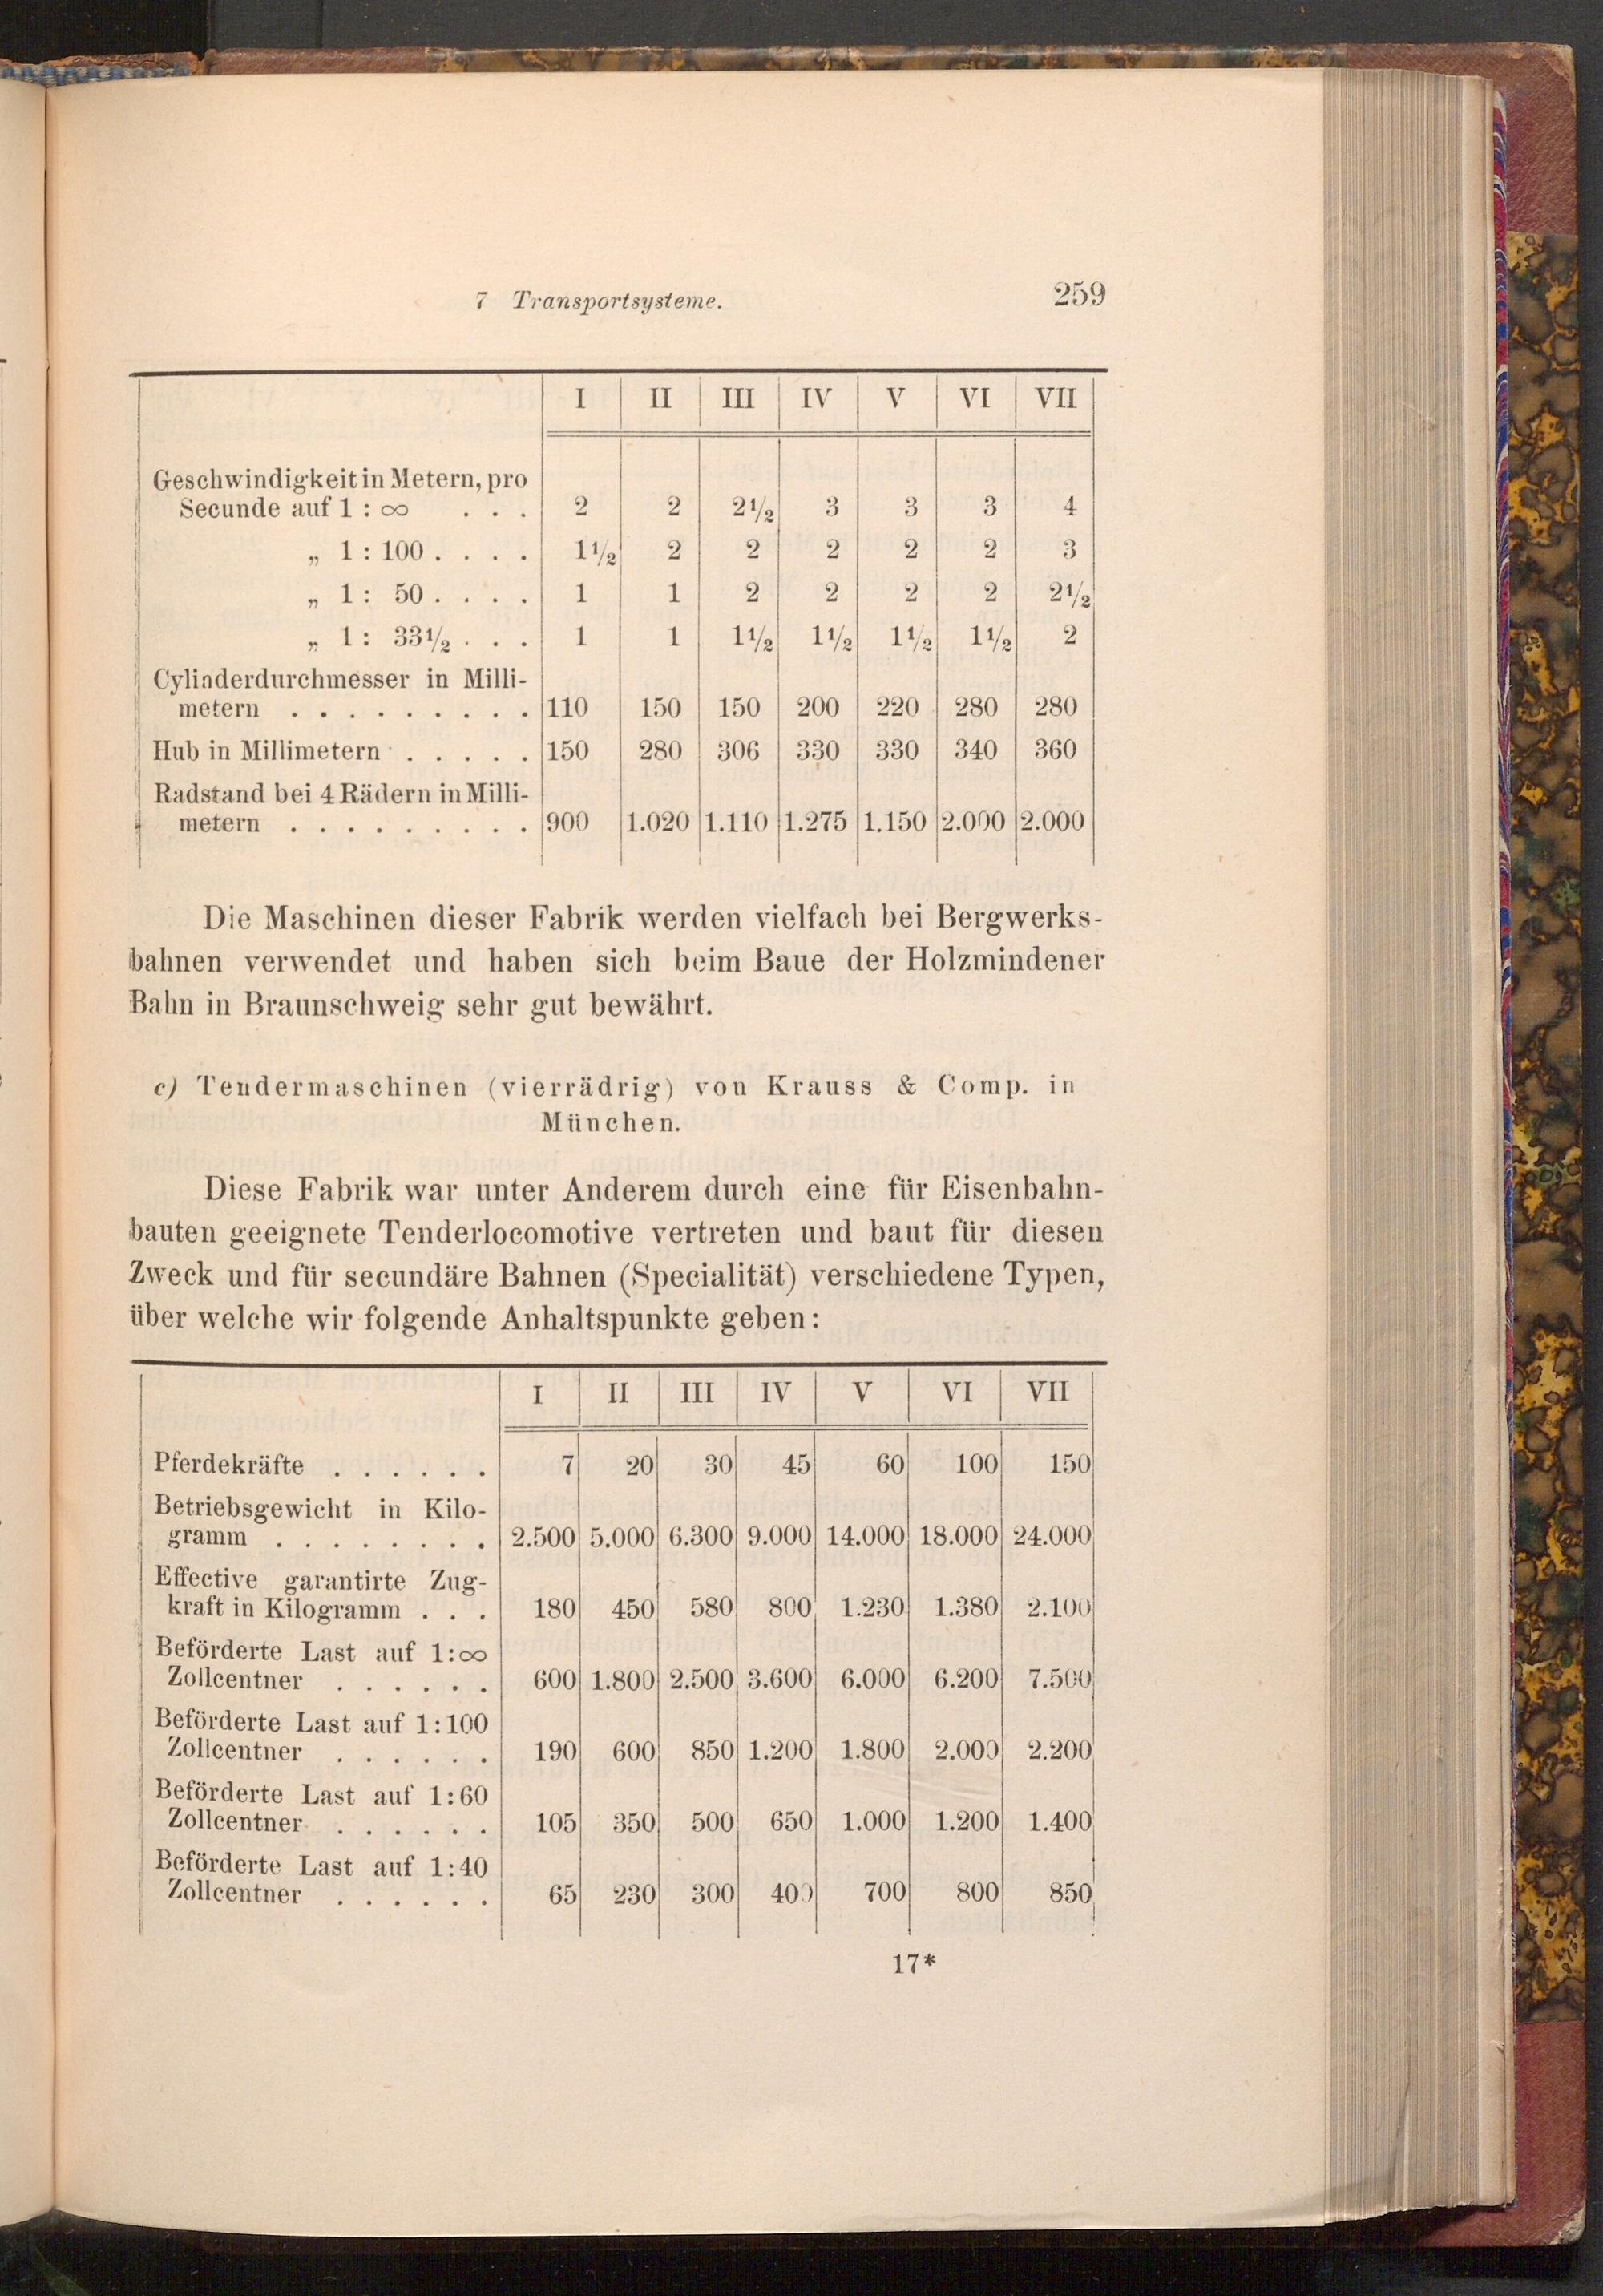 7 Transportsysteme. 259
I II III IV V VI VII
Geschwindigkeit in Metern, pro
Secunde auf 1 : ∞ . . . 2 2 2½ 3 3 3 4
„ 1 : 100 . . . . 1½ 2 2 2 2 2 3
„ 1 : 50 . . . . 1 1 2 2 2 2 2½
„ 1 : 33½ . . . 1 1 1½ 1½ 1½ 1½ 2
Cylinderdurchmesser in Milli-
metern . . . . . . . . . 110 150 150 200 220 280 280
Hub in Millimetern . . . . . 150 280 306 330 330 340 360
Radstand bei 4 Rädern in Milli-
metern . . . . . . . . . 900 1.020 1.110 1.275 1.150 2.000 2.000
Die Maschinen dieser Fabrik werden vielfach bei Bergwerks-
bahnen verwendet und haben sich beim Baue der Holzmindener
Bahn in Braunschweig sehr gut bewährt.
c) Tendermaschinen (vierrädrig) von Krauss & Comp. in
München.
Diese Fabrik war unter Anderem durch eine für Eisenbahn-
bauten geeignete Tenderlocomotive vertreten und baut für diesen
Zweck und für secundäre Bahnen (Specialität) verschiedene Typen,
über welche wir folgende Anhaltspunkte geben:
I II III IV V VI VII
Pferdekräfte . . . . . . 7 20 30 45 60 100 150
Betriebsgewicht in Kilo-
gramm . . . . . . . . 2.500 5.000 6.300 9.000 14.000 18.000 24.000
Effective garantirte Zug-
kraft in Kilogramm . . . 180 450 580 800 1.230 1.380 2.100
Beförderte Last auf 1:∞
Zollcentner . . . . . . 600 1.800 2.500 3.600 6.000 6.200 7.500
Beförderte Last auf 1:100
Zollcentner . . . . . . 190 600 850 1.200 1.800 2.000 2.200
Beförderte Last auf 1:60
Zollcentner . . . . . . 105 350 500 650 1.000 1.200 1.400
Beförderte Last auf 1:40
Zollcentner . . . . . . 65 230 300 400 700 800 850
17*